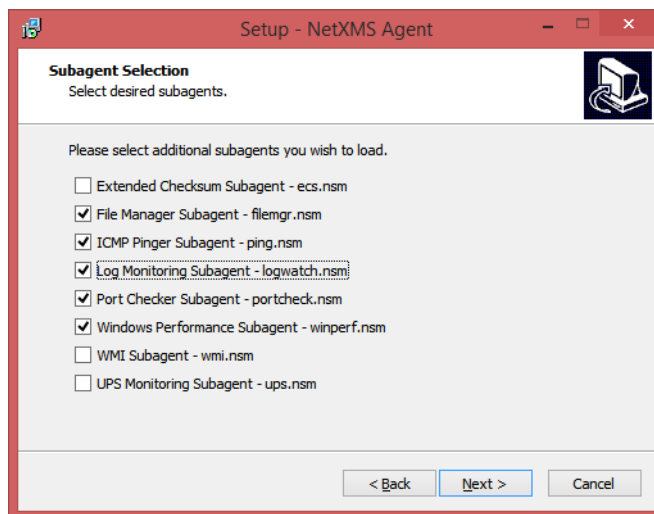 Setup - NetXMS Agent
Subagent Selection
Select desired subagents.
Please select additional subagents you wish to load.
Extended Checksum Subagent - ecs.nsm
File Manager Subagent - filemgr.nsm
ICMP Pinger Subagent - ping.nsm
Log Monitoring Subagent - logwatch.nsm
Port Checker Subagent - portcheck.nsm
Windows Performance Subagent - winperf.nsm
WMI Subagent - wmi.nsm
UPS Monitoring Subagent - ups.nsm
< Back Next > Cancel